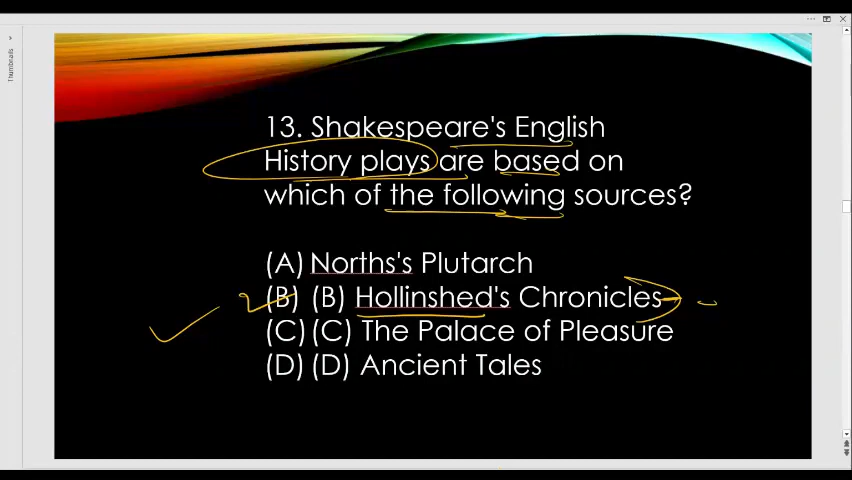 Thumbnails
13. Shakespeare's English
History plays are based on
which of the following sources?
(A) Norths's Plutarch
(B) (B) Hollinshed's Chronicles
(C) (C) The Palace of Pleasure
(D) (D) Ancient Tales